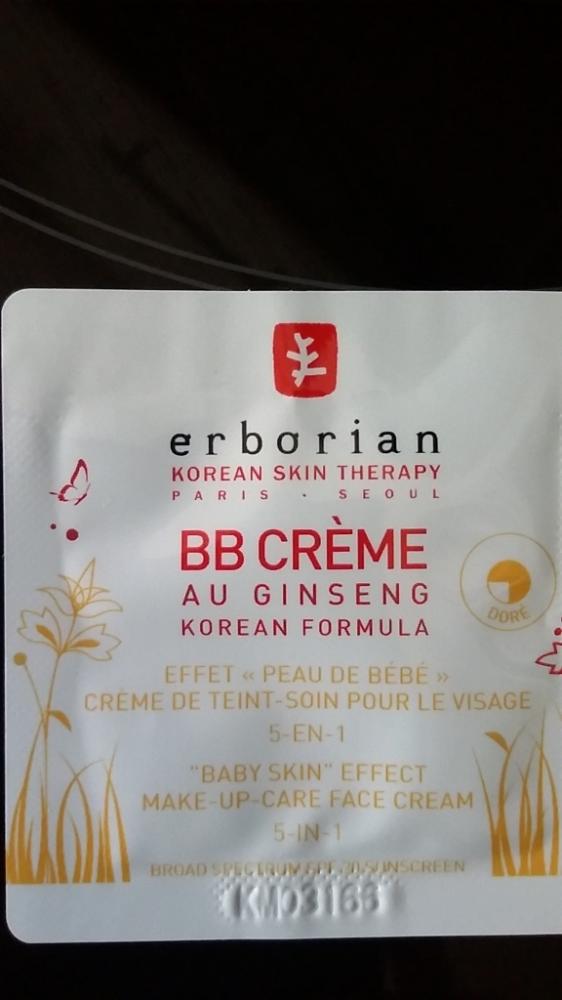 erborian
KOREAN SKIN THERAPY
PARIS · SEOUL
BB CRÈME
AU GINSENG
KOREAN FORMULA
DORÉ
EFFET « PEAU DE BÉBÉ »
CRÈME DE TEINT-SOIN POUR LE VISAGE
5-EN-1
"BABY SKIN" EFFECT
MAKE-UP-CARE FACE CREAM
5-IN-1
BROAD SPECTRUM SPF 20 SUNSCREEN